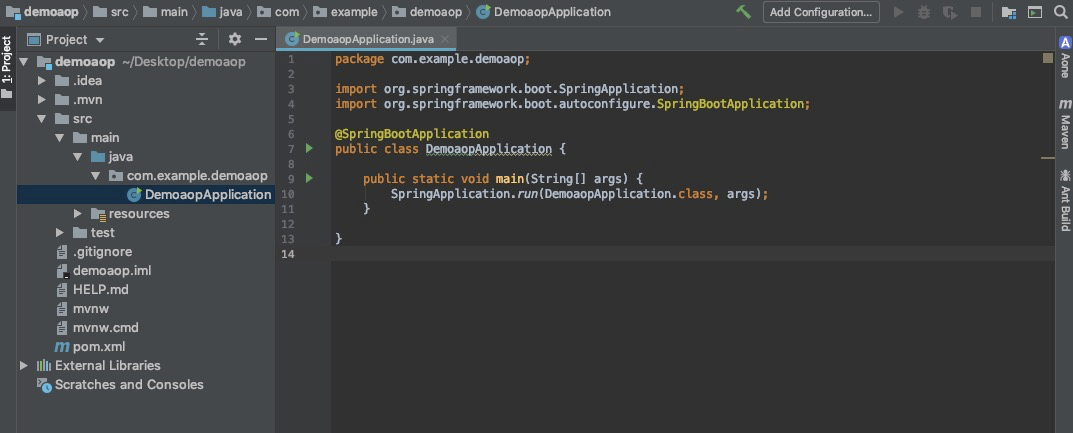 demoaop src main java com example demoaop DemoaopApplication
Add Configuration...
1: Project
Project
DemoaopApplication.java
demoaop ~/Desktop/demoaop
.idea
.mvn
src
main
java
com.example.demoaop
DemoaopApplication
resources
test
.gitignore
demoaop.iml
HELP.md
mvnw
mvnw.cmd
pom.xml
External Libraries
Scratches and Consoles
1 package com.example.demoaop;
2
3 import org.springframework.boot.SpringApplication;
4 import org.springframework.boot.autoconfigure.SpringBootApplication;
5
6 @SpringBootApplication
7 public class DemoaopApplication {
8
9 public static void main(String[] args) {
10 SpringApplication.run(DemoaopApplication.class, args);
11 }
12
13 }
14
Aone
Maven
Ant Build